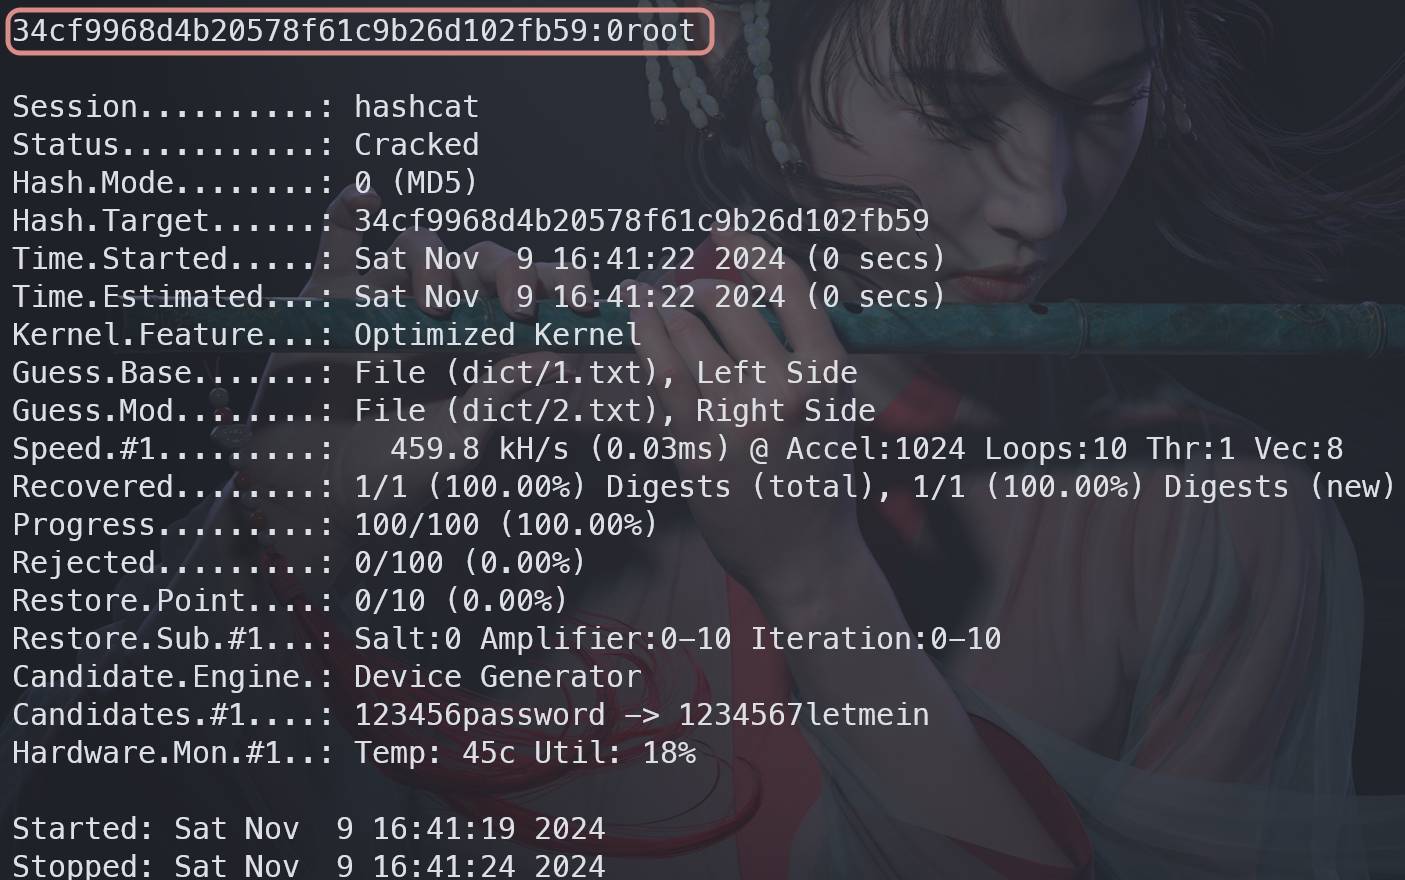 34cf9968d4b20578f61c9b26d102fb59:0root
Session..........: hashcat
Status...........: Cracked
Hash.Mode........: 0 (MD5)
Hash.Target......: 34cf9968d4b20578f61c9b26d102fb59
Time.Started.....: Sat Nov  9 16:41:22 2024 (0 secs)
Time.Estimated...: Sat Nov  9 16:41:22 2024 (0 secs)
Kernel.Feature...: Optimized Kernel
Guess.Base.......: File (dict/1.txt), Left Side
Guess.Mod........: File (dict/2.txt), Right Side
Speed.#1.........:   459.8 kH/s (0.03ms) @ Accel:1024 Loops:10 Thr:1 Vec:8
Recovered........: 1/1 (100.00%) Digests (total), 1/1 (100.00%) Digests (new)
Progress.........: 100/100 (100.00%)
Rejected.........: 0/100 (0.00%)
Restore.Point....: 0/10 (0.00%)
Restore.Sub.#1...: Salt:0 Amplifier:0-10 Iteration:0-10
Candidate.Engine.: Device Generator
Candidates.#1....: 123456password -> 1234567letmein
Hardware.Mon.#1..: Temp: 45c Util: 18%
Started: Sat Nov  9 16:41:19 2024
Stopped: Sat Nov  9 16:41:24 2024